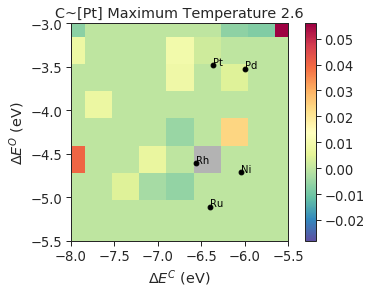 C~[Pt] Maximum Temperature 2.6
−3.0
−3.5
−4.0
−4.5
−5.0
−5.5
ΔE^O (eV)
Pt
Pd
Rh
Ni
Ru
−8.0 −7.5 −7.0 −6.5 −6.0 −5.5
ΔE^C (eV)
0.05
0.04
0.03
0.02
0.01
0.00
−0.01
−0.02